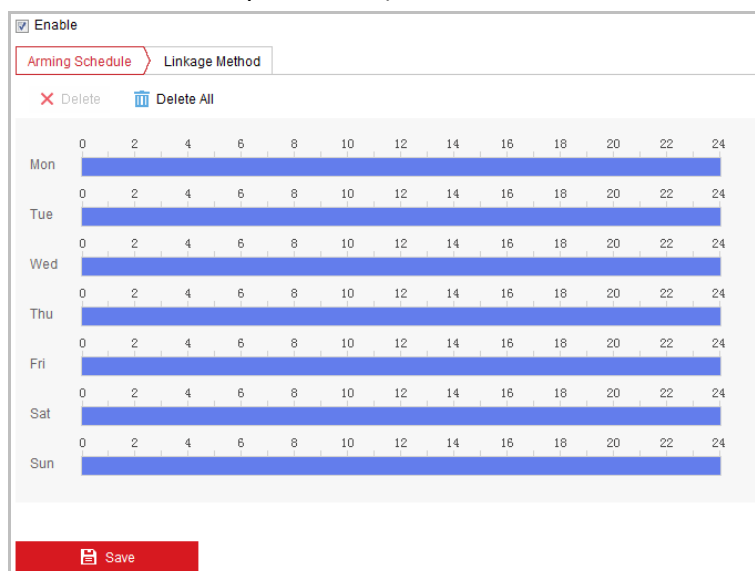 Enable
Arming Schedule Linkage Method
Delete Delete All
0 2 4 6 8 10 12 14 16 18 20 22 24
Mon
0 2 4 6 8 10 12 14 16 18 20 22 24
Tue
0 2 4 6 8 10 12 14 16 18 20 22 24
Wed
0 2 4 6 8 10 12 14 16 18 20 22 24
Thu
0 2 4 6 8 10 12 14 16 18 20 22 24
Fri
0 2 4 6 8 10 12 14 16 18 20 22 24
Sat
0 2 4 6 8 10 12 14 16 18 20 22 24
Sun
Save